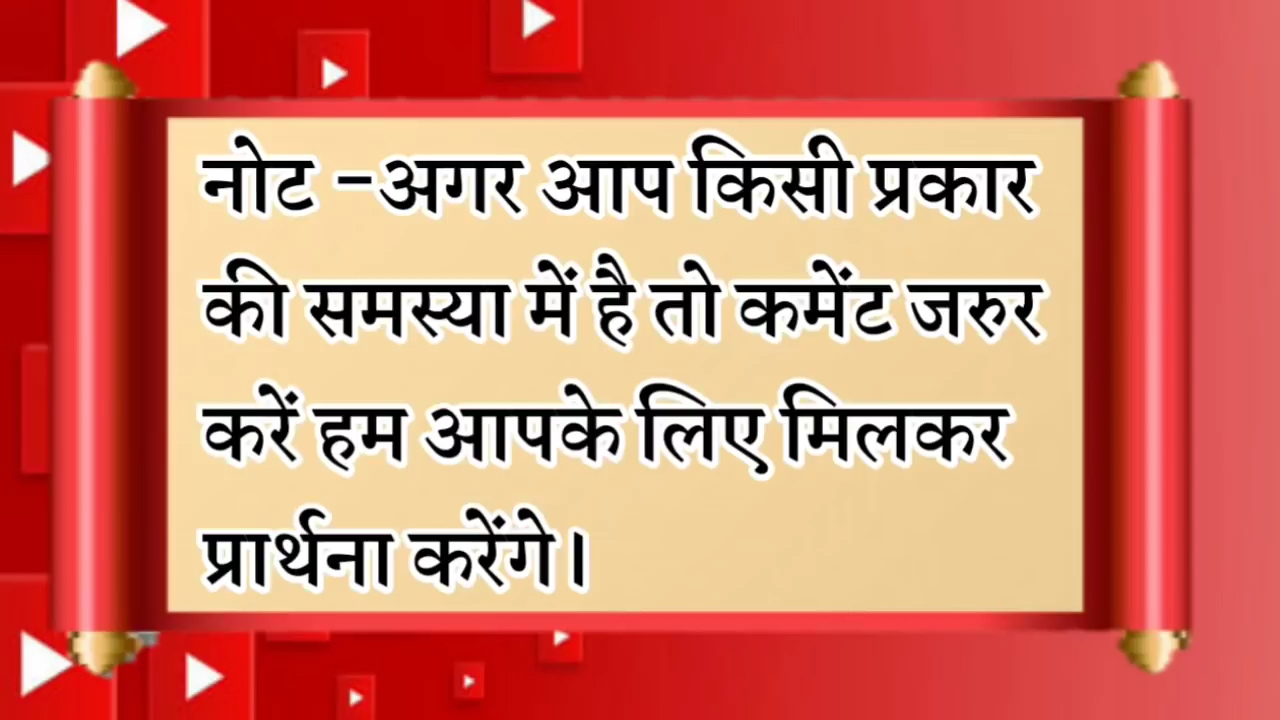 नोट -अगर आप किसी प्रकार
की समस्या में है तो कमेंट जरुर
करें हम आपके लिए मिलकर
प्रार्थना करेंगे।